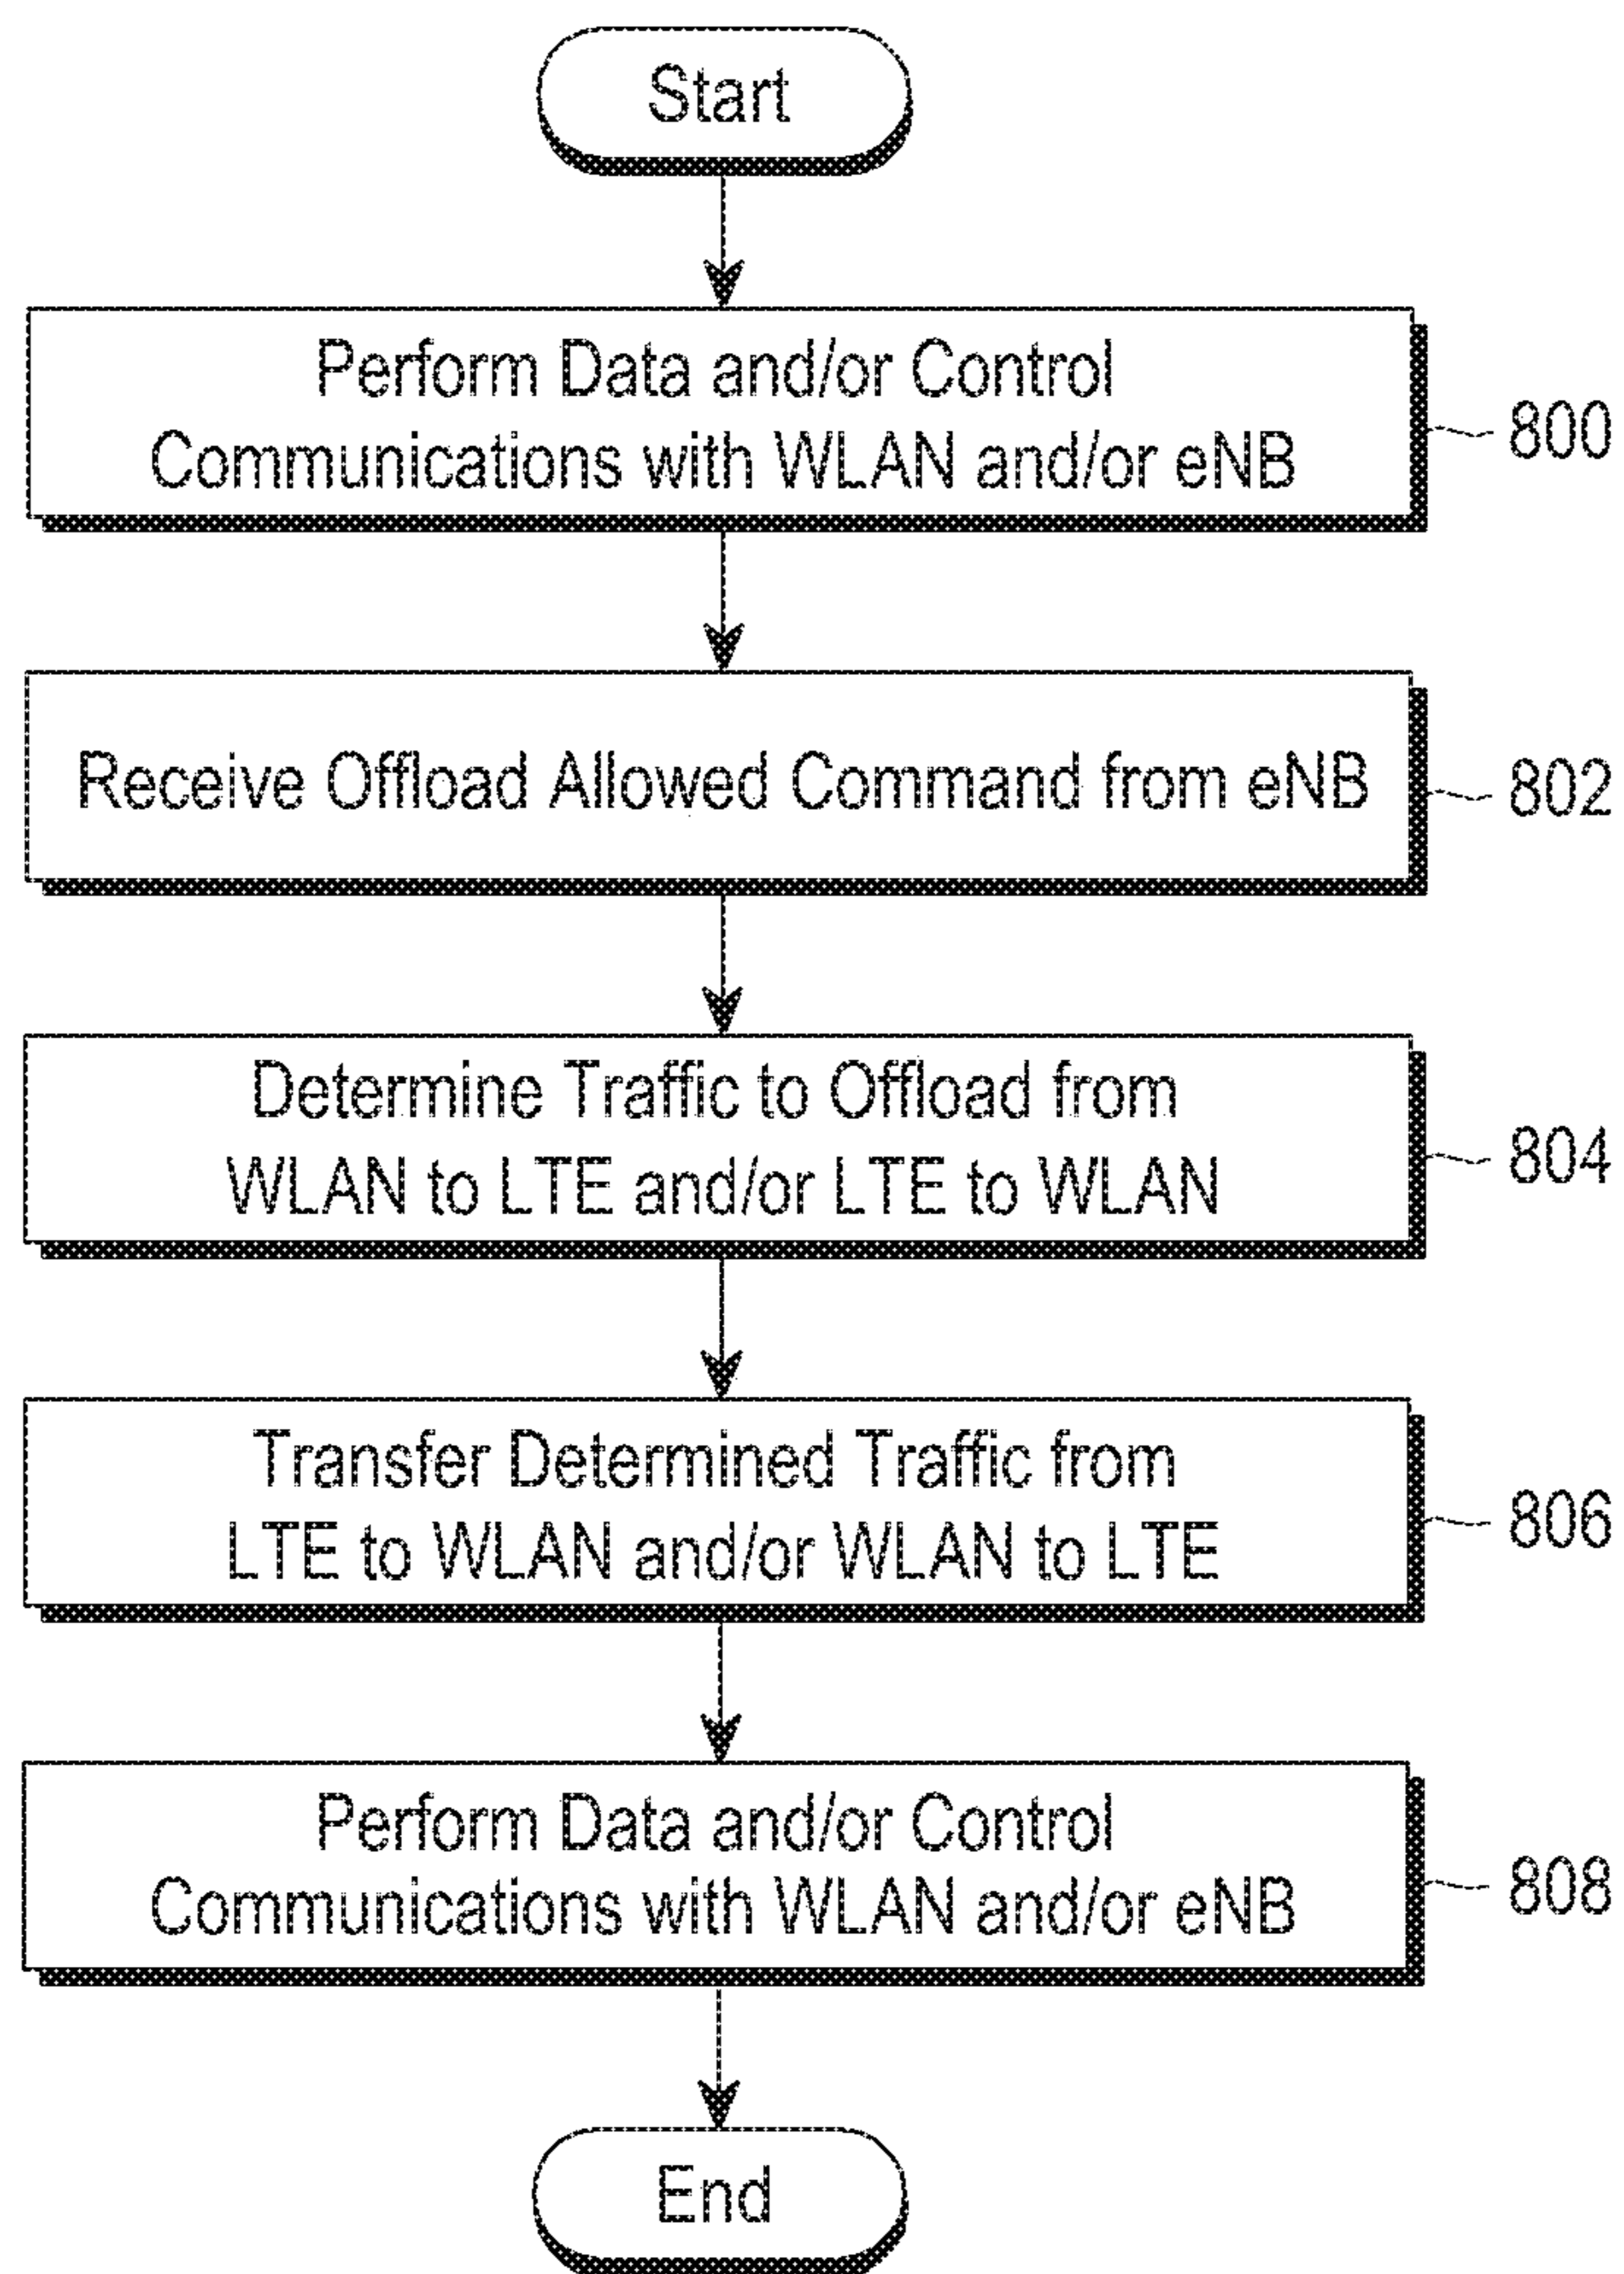 Start
Perform Data and/or Control
Communications with WLAN and/or eNB
800
Receive Offload Allowed Command from eNB
802
Determine Traffic to Offload from
WLAN to LTE and/or LTE to WLAN
804
Transfer Determined Traffic from
LTE to WLAN and/or WLAN to LTE
806
Perform Data and/or Control
Communications with WLAN and/or eNB
808
End